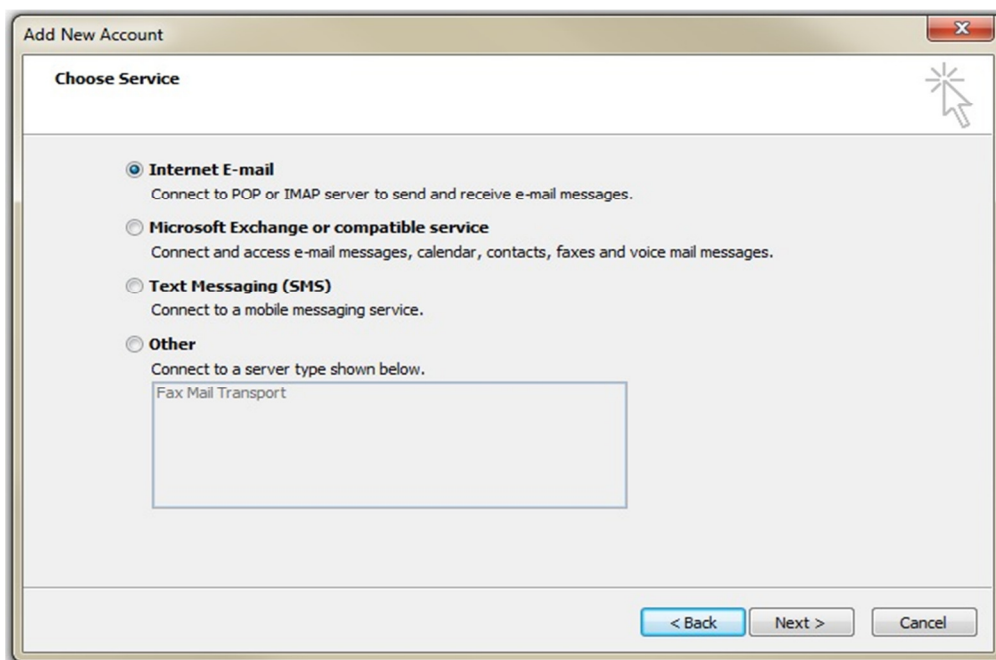 Add New Account
Choose Service
Internet E-mail
Connect to POP or IMAP server to send and receive e-mail messages.
Microsoft Exchange or compatible service
Connect and access e-mail messages, calendar, contacts, faxes and voice mail messages.
Text Messaging (SMS)
Connect to a mobile messaging service.
Other
Connect to a server type shown below.
Fax Mail Transport
< Back Next > Cancel